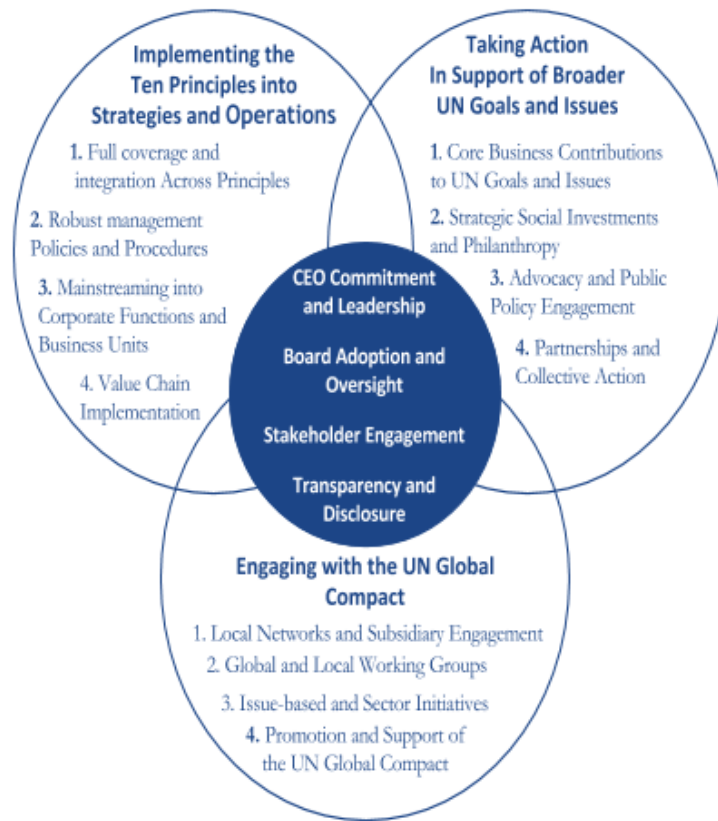 Implementing the
Ten Principles into
Strategies and Operations
1. Full coverage and
integration Across Principles
2. Robust management
Policies and Procedures
3. Mainstreaming into
Corporate Functions and
Business Units
4. Value Chain
Implementation
Taking Action
In Support of Broader
UN Goals and Issues
1. Core Business Contributions
to UN Goals and Issues
2. Strategic Social Investments
and Philanthropy
3. Advocacy and Public
Policy Engagement
4. Partnerships and
Collective Action
CEO Commitment
and Leadership
Board Adoption and
Oversight
Stakeholder Engagement
Transparency and
Disclosure
Engaging with the UN Global
Compact
1. Local Networks and Subsidiary Engagement
2. Global and Local Working Groups
3. Issue-based and Sector Initiatives
4. Promotion and Support of
the UN Global Compact